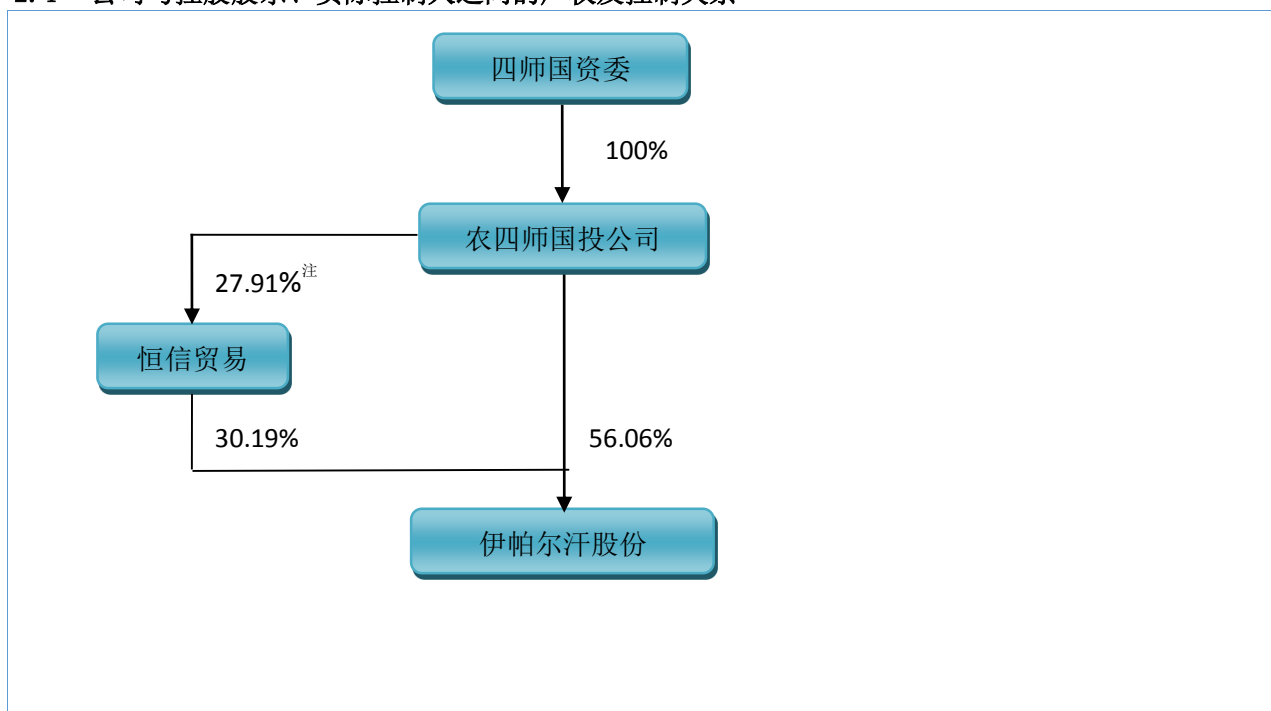 四师国资委
100%
农四师国投公司
27.91%注
恒信贸易
30.19%
56.06%
伊帕尔汗股份